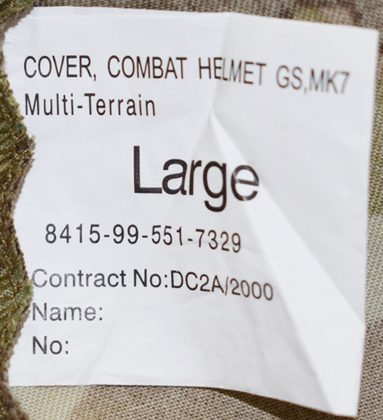 COVER, COMBAT HELMET GS,MK7
Multi-Terrain
Large
8415-99-551-7329
Contract No:DC2A/2000
Name:
No: